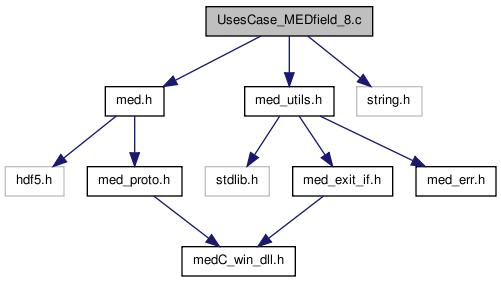 UsesCase_MEDfield_8.c
med.h
med_utils.h
string.h
hdf5.h
med_proto.h
stdlib.h
med_exit_if.h
med_err.h
medC_win_dll.h